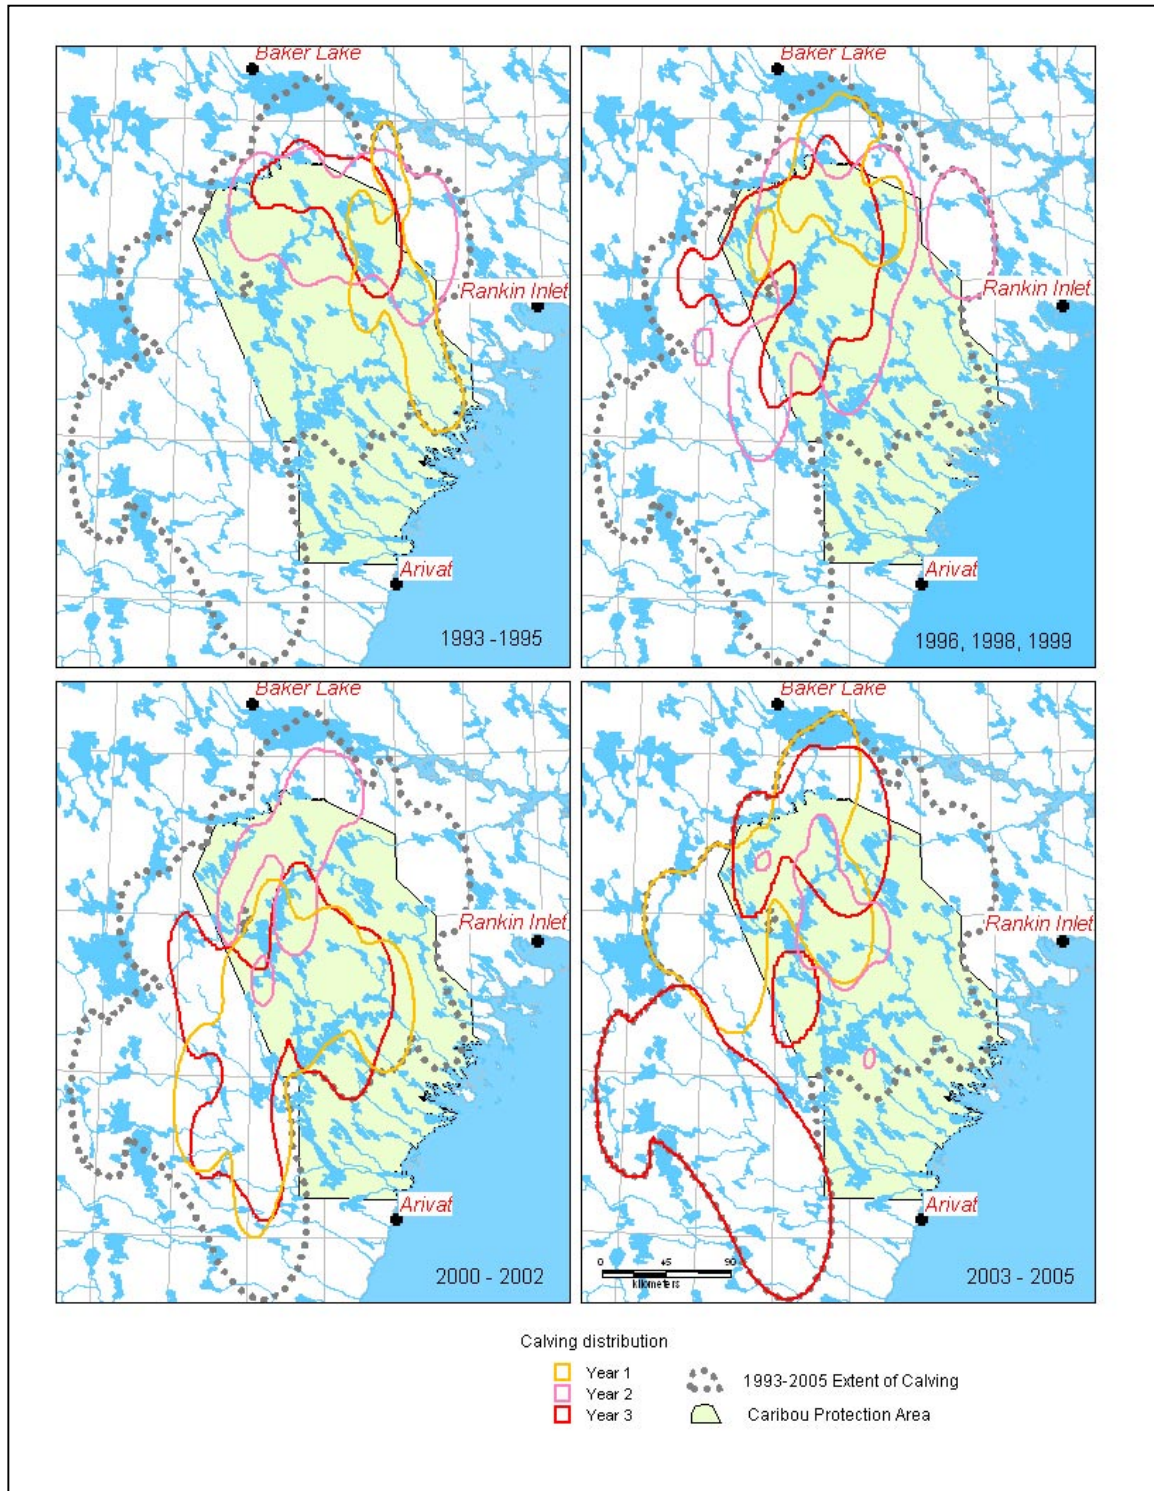 Baker Lake
Rankin Inlet
Arivat
1993 -1995
Baker Lake
Rankin Inlet
Arivat
1996, 1998, 1999
Baker Lake
Rankin Inlet
Arivat
2000 - 2002
Baker Lake
Rankin Inlet
Arivat
0 45 90
kilometers
2003 - 2005
Calving distribution
Year 1
Year 2
Year 3
1993-2005 Extent of Calving
Caribou Protection Area